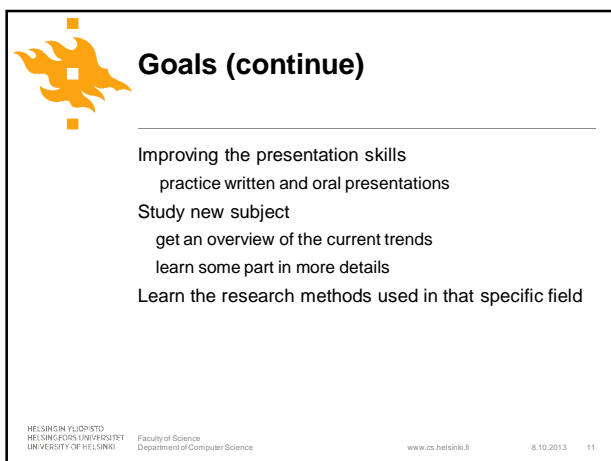 Goals (continue)
Improving the presentation skills
practice written and oral presentations
Study new subject
get an overview of the current trends
learn some part in more details
Learn the research methods used in that specific field
HELSINGIN YLIOPISTO
HELSINGFORS UNIVERSITET
UNIVERSITY OF HELSINKI
Faculty of Science
Department of Computer Science
www.cs.helsinki.fi
8.10.2013
11